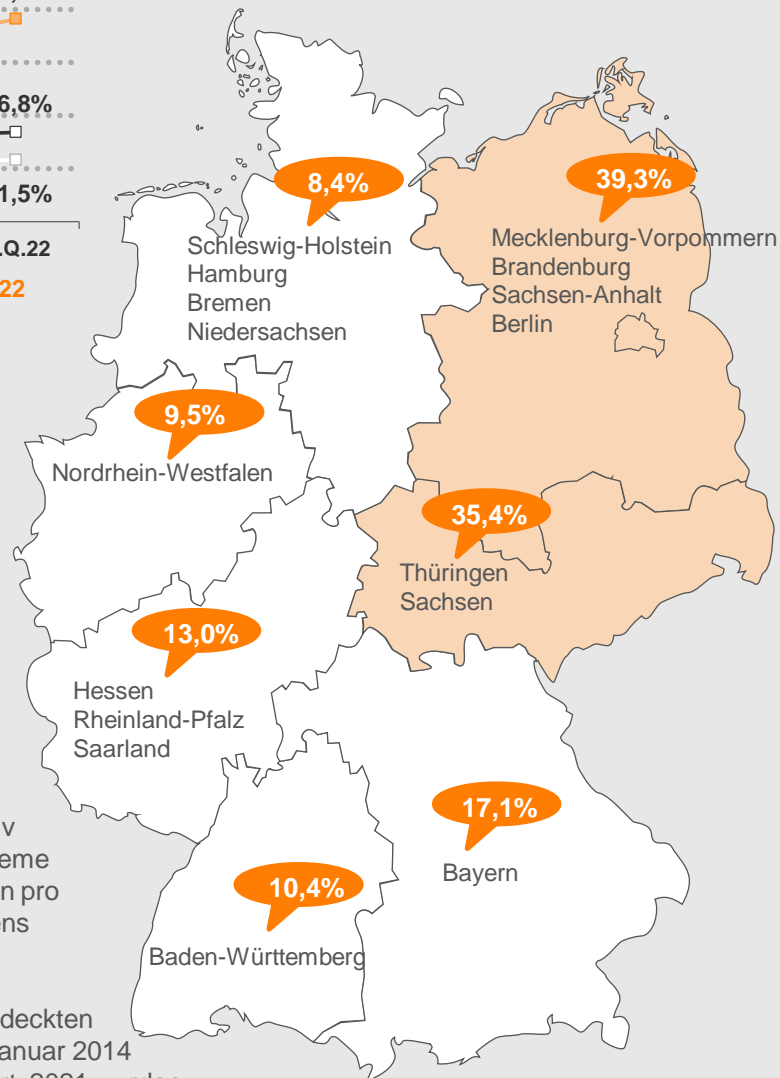 6,8%
1,5%
.Q.22
22
8,4%
Schleswig-Holstein
Hamburg
Bremen
Niedersachsen
39,3%
Mecklenburg-Vorpommern
Brandenburg
Sachsen-Anhalt
Berlin
9,5%
Nordrhein-Westfalen
35,4%
Thüringen
Sachsen
13,0%
Hessen
Rheinland-Pfalz
Saarland
17,1%
Bayern
10,4%
Baden-Württemberg
v
eme
n pro
ens
deckten
anuar 2014